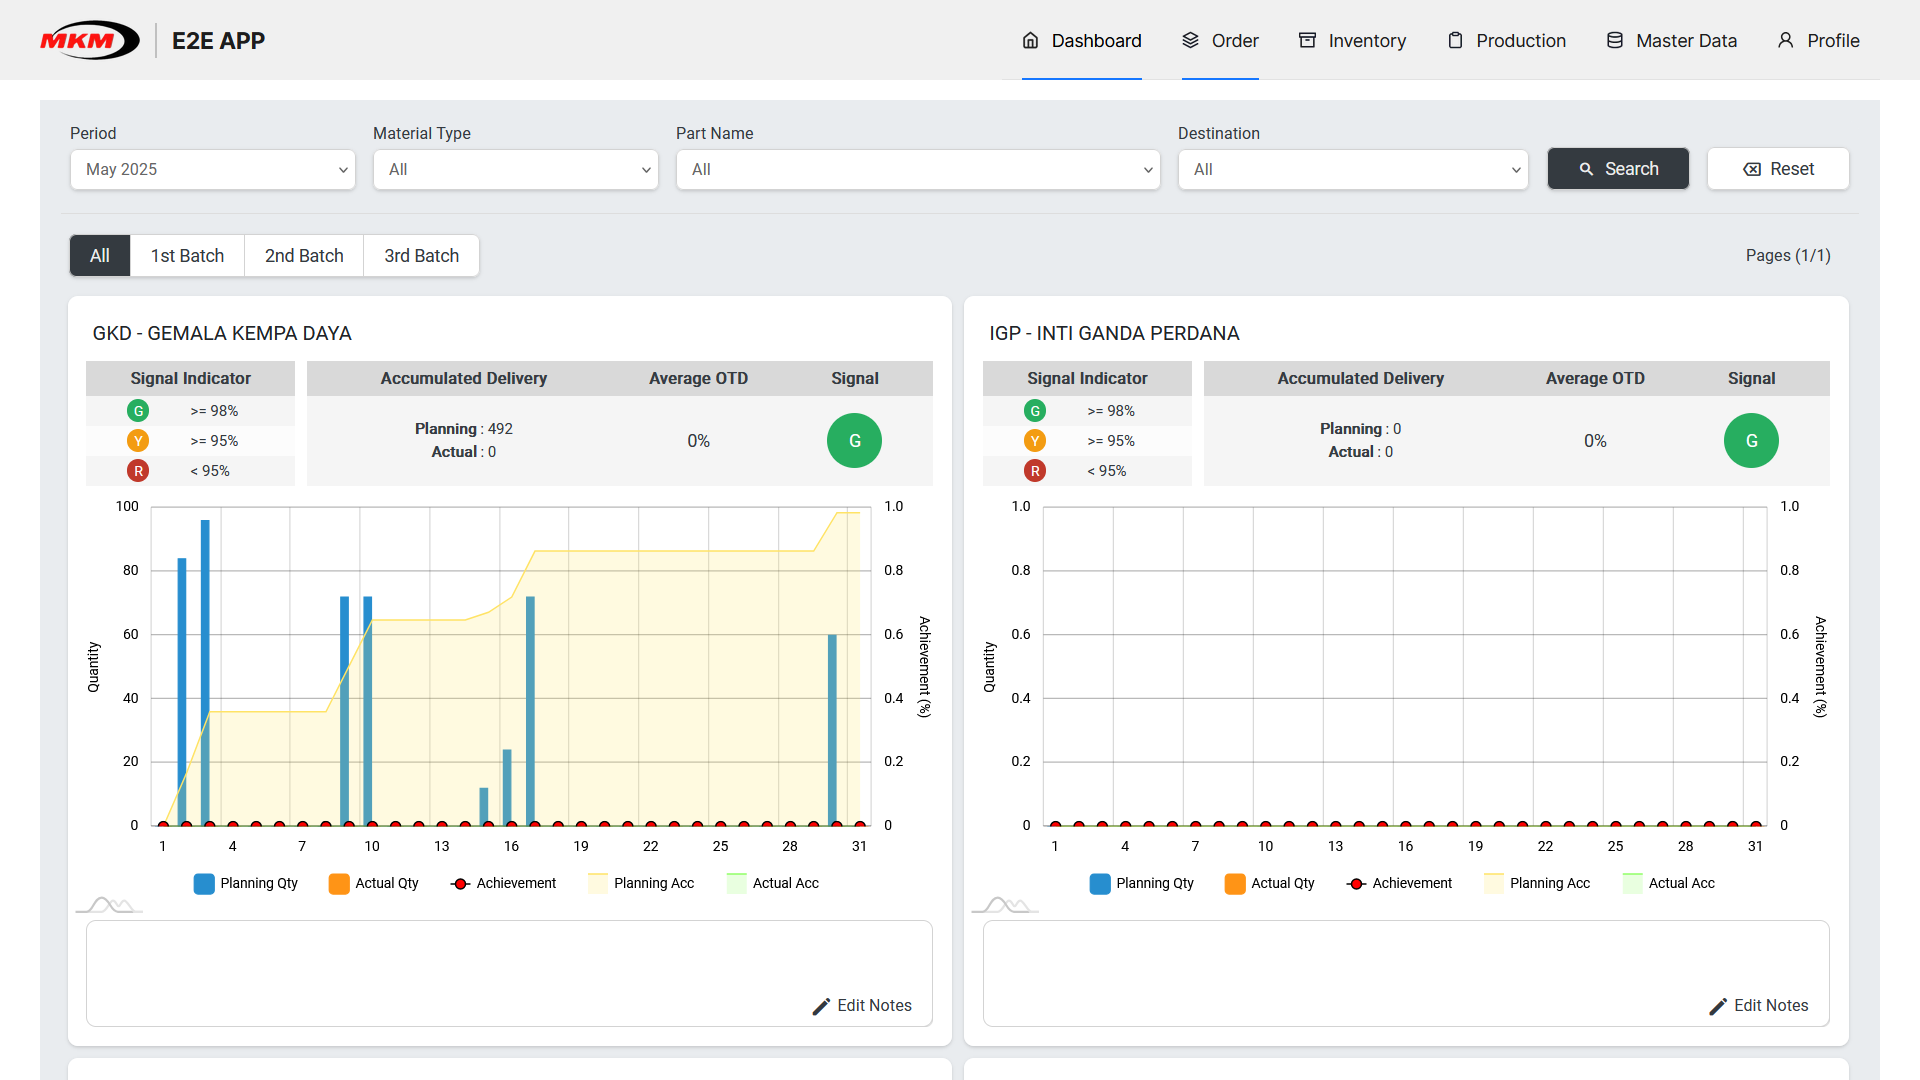 MKM E2E APP
Dashboard Order Inventory Production Master Data Profile
Period Material Type Part Name Destination
May 2025 All All All Search Reset
All 1st Batch 2nd Batch 3rd Batch Pages (1/1)
GKD - GEMALA KEMPA DAYA
Signal Indicator Accumulated Delivery Average OTD Signal
G >= 98%
Y >= 95%
R < 95%
Planning : 492
Actual : 0
0%
G
100 1.0
80 0.8
60 0.6
40 0.4
20 0.2
0 0
Quantity
Achievement (%)
1 4 7 10 13 16 19 22 25 28 31
Planning Qty Actual Qty Achievement Planning Acc Actual Acc
Edit Notes
IGP - INTI GANDA PERDANA
Signal Indicator Accumulated Delivery Average OTD Signal
G >= 98%
Y >= 95%
R < 95%
Planning : 0
Actual : 0
0%
G
1.0 1.0
0.8 0.8
0.6 0.6
0.4 0.4
0.2 0.2
0 0
Quantity
Achievement (%)
1 4 7 10 13 16 19 22 25 28 31
Planning Qty Actual Qty Achievement Planning Acc Actual Acc
Edit Notes